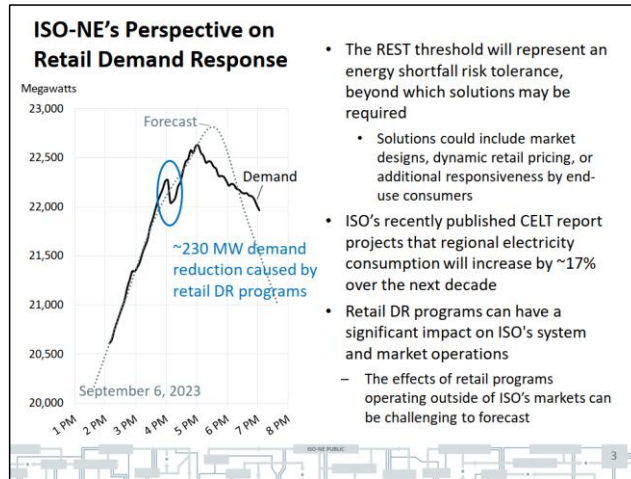 ISO-NE's Perspective on
Retail Demand Response
Megawatts
23,000
22,500
22,000
21,500
21,000
20,500
20,000
Forecast
Demand
~230 MW demand
reduction caused by
retail DR programs
September 6, 2023
1 PM
2 PM
3 PM
4 PM
5 PM
6 PM
7 PM
8 PM
• The REST threshold will represent an
energy shortfall risk tolerance,
beyond which solutions may be
required
• Solutions could include market
designs, dynamic retail pricing, or
additional responsiveness by end-
use consumers
• ISO's recently published CELT report
projects that regional electricity
consumption will increase by ~17%
over the next decade
• Retail DR programs can have a
significant impact on ISO's system
and market operations
– The effects of retail programs
operating outside of ISO's markets can
be challenging to forecast
ISO-NE PUBLIC
3